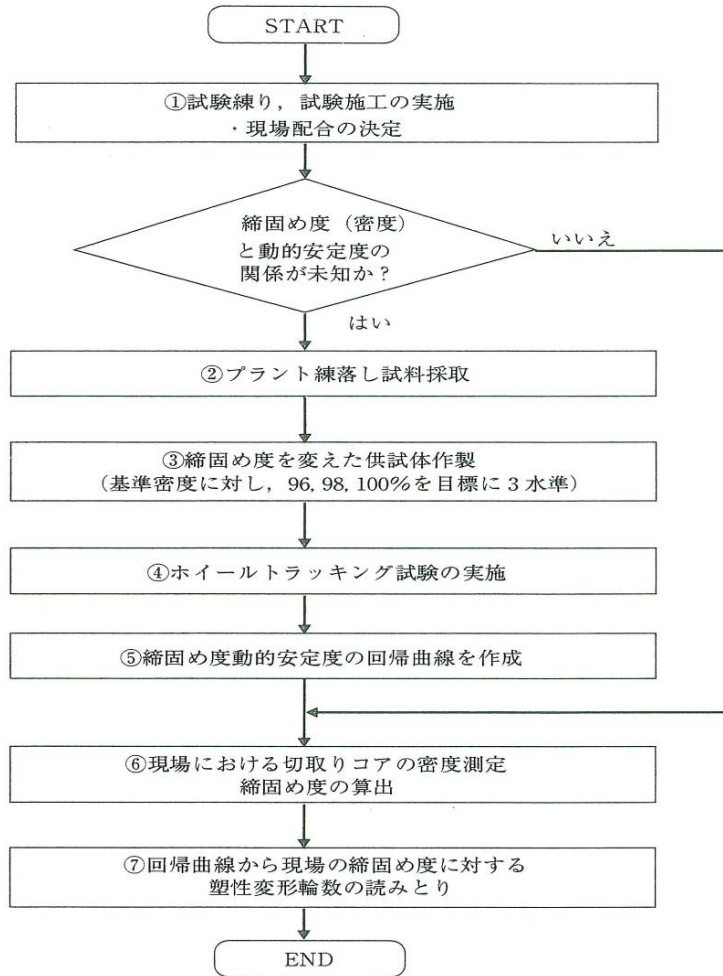 START
①試験練り，試験施工の実施
・現場配合の決定
締固め度（密度）
と動的安定度の
関係が未知か？
いいえ
はい
②プラント練落し試料採取
③締固め度を変えた供試体作製
（基準密度に対し，96, 98, 100%を目標に３水準）
④ホイールトラッキング試験の実施
⑤締固め度動的安定度の回帰曲線を作成
⑥現場における切取りコアの密度測定
締固め度の算出
⑦回帰曲線から現場の締固め度に対する
塑性変形輪数の読みとり
END